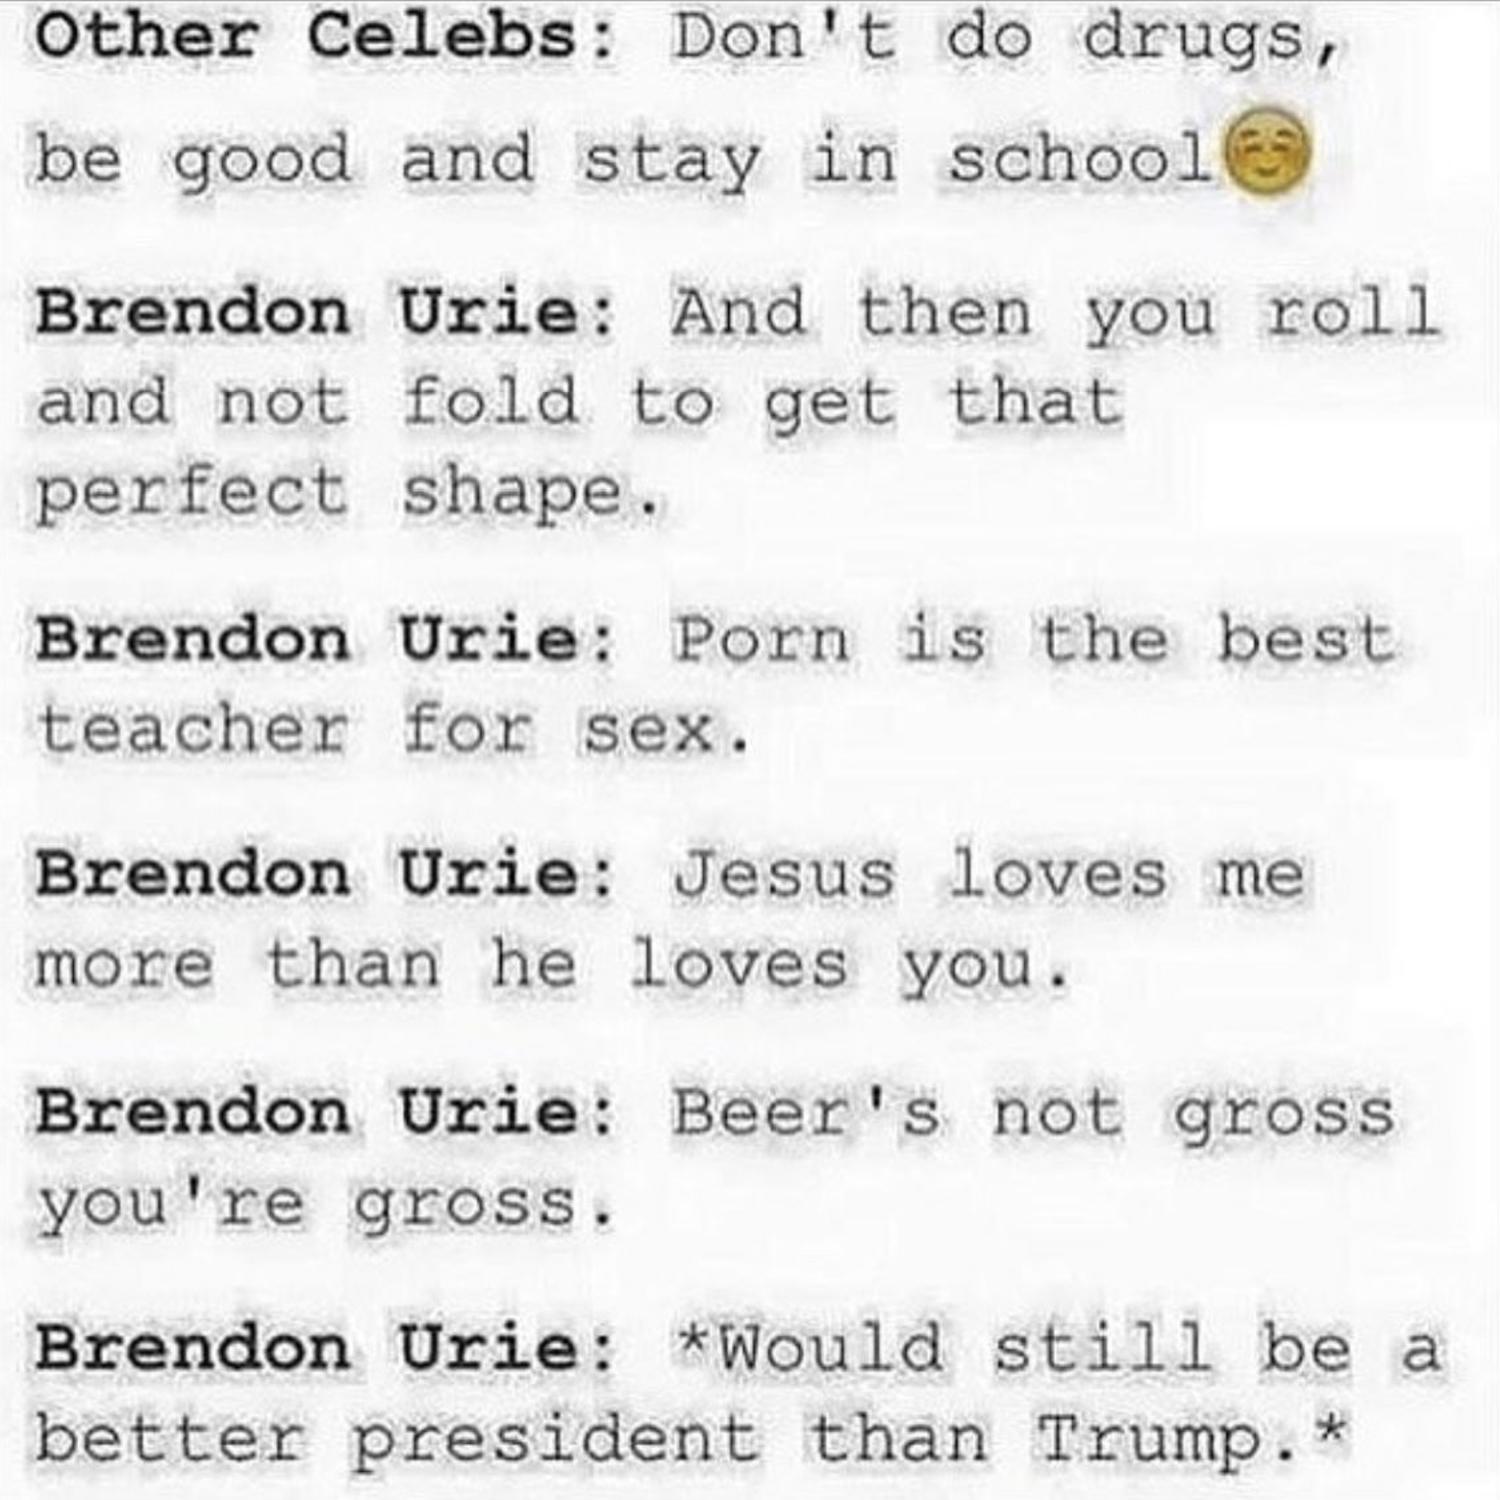 Other Celebs: Don't do drugs,
be good and stay in school☺️
Brendon Urie: And then you roll
and not fold to get that
perfect shape.
Brendon Urie: Porn is the best
teacher for sex.
Brendon Urie: Jesus loves me
more than he loves you.
Brendon Urie: Beer's not gross
you're gross.
Brendon Urie: *Would still be a
better president than Trump.*